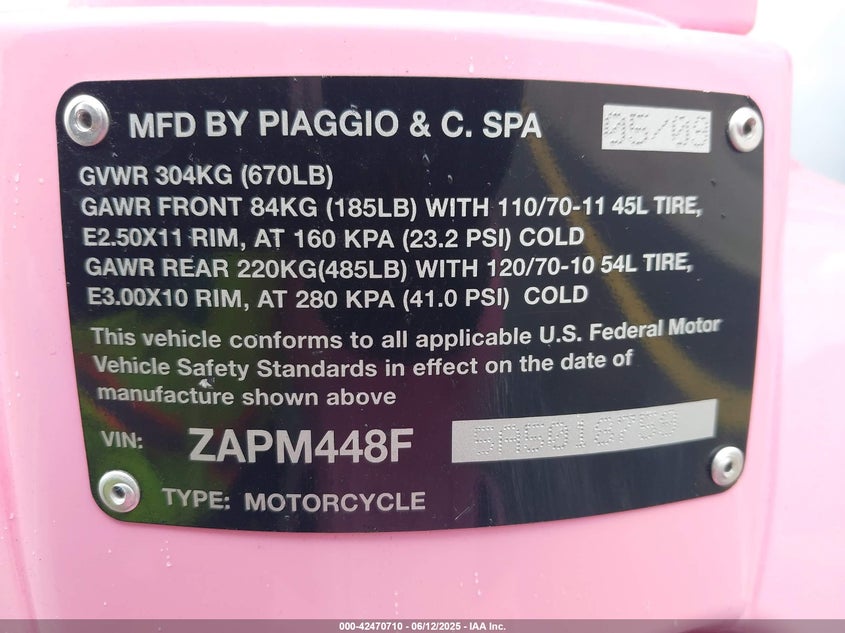 MFD BY PIAGGIO & C. SPA 05/09
GVWR 304KG (670LB)
GAWR FRONT 84KG (185LB) WITH 110/70-11 45L TIRE,
E2.50X11 RIM, AT 160 KPA (23.2 PSI) COLD
GAWR REAR 220KG(485LB) WITH 120/70-10 54L TIRE,
E3.00X10 RIM, AT 280 KPA (41.0 PSI) COLD
This vehicle conforms to all applicable U.S. Federal Motor
Vehicle Safety Standards in effect on the date of
manufacture shown above
VIN: ZAPM448F
TYPE: MOTORCYCLE
000-42470710 - 06/12/2025 - IAA Inc.